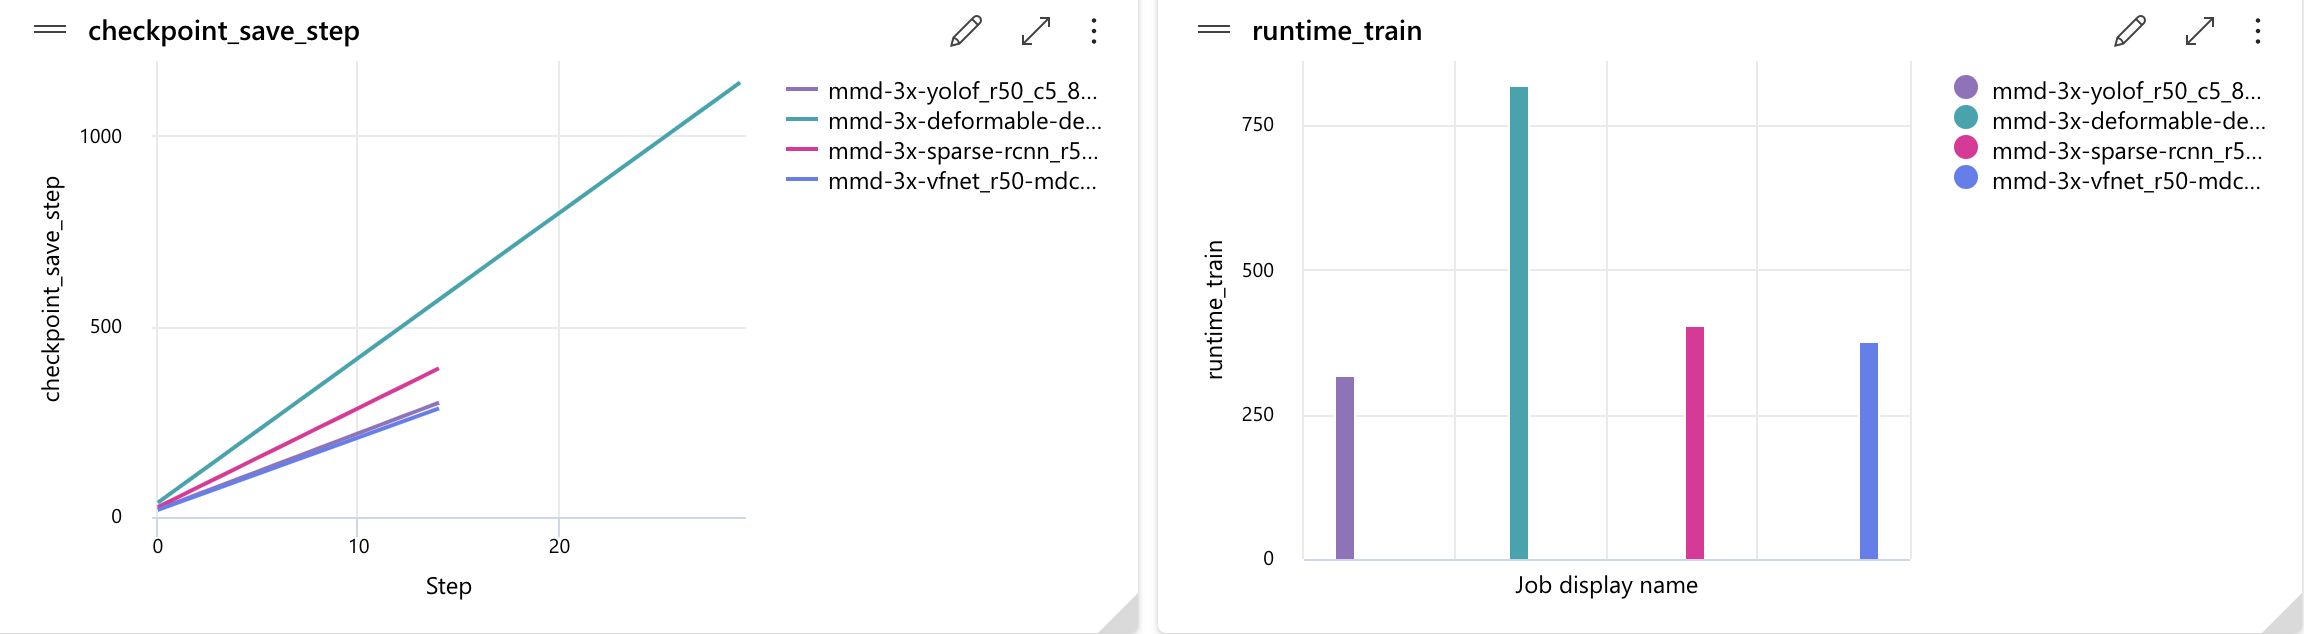 checkpoint_save_step
mmd-3x-yolof_r50_c5_8...
mmd-3x-deformable-de...
mmd-3x-sparse-rcnn_r5...
mmd-3x-vfnet_r50-mdc...
checkpoint_save_step
1000
500
0
0 10 20
Step
runtime_train
mmd-3x-yolof_r50_c5_8...
mmd-3x-deformable-de...
mmd-3x-sparse-rcnn_r5...
mmd-3x-vfnet_r50-mdc...
runtime_train
750
500
250
0
Job display name